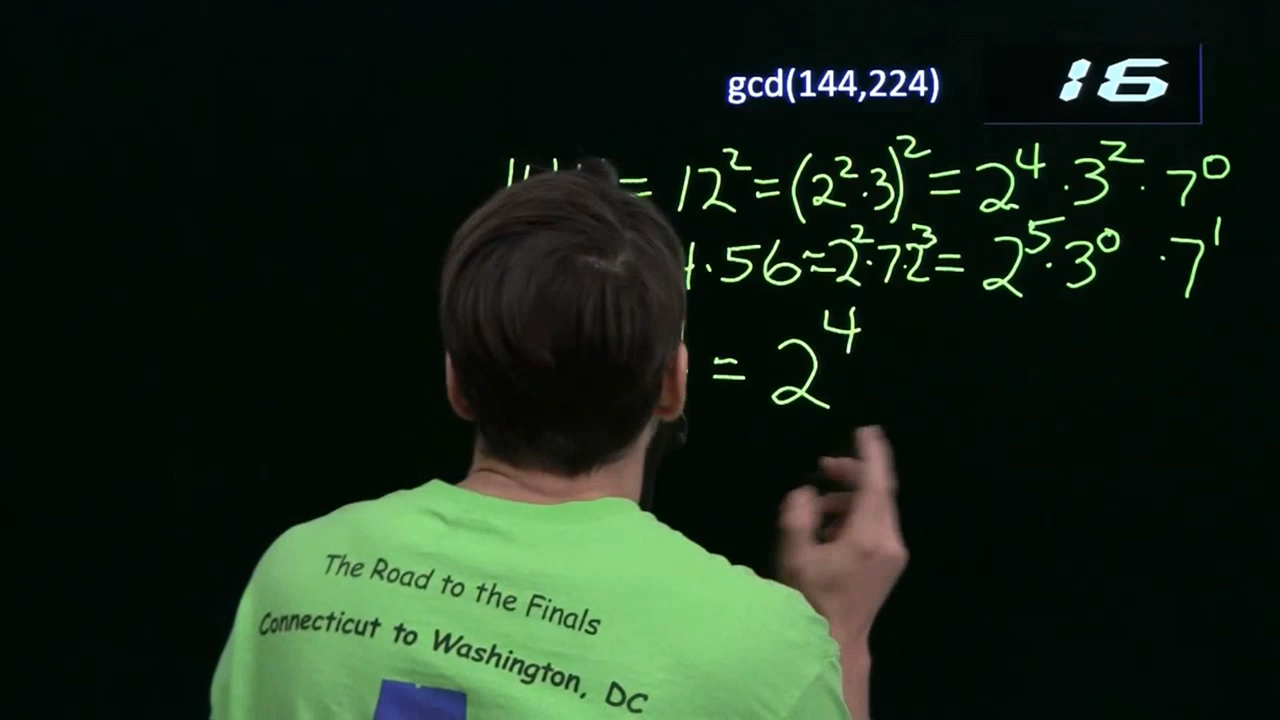 gcd(144,224)
16
= 12² = (2²·3)² = 2⁴·3²·7⁰
·56 = 2²·7·2³ = 2⁵·3⁰ ·7¹
= 2⁴
The Road to the Finals
Connecticut to Washington, DC